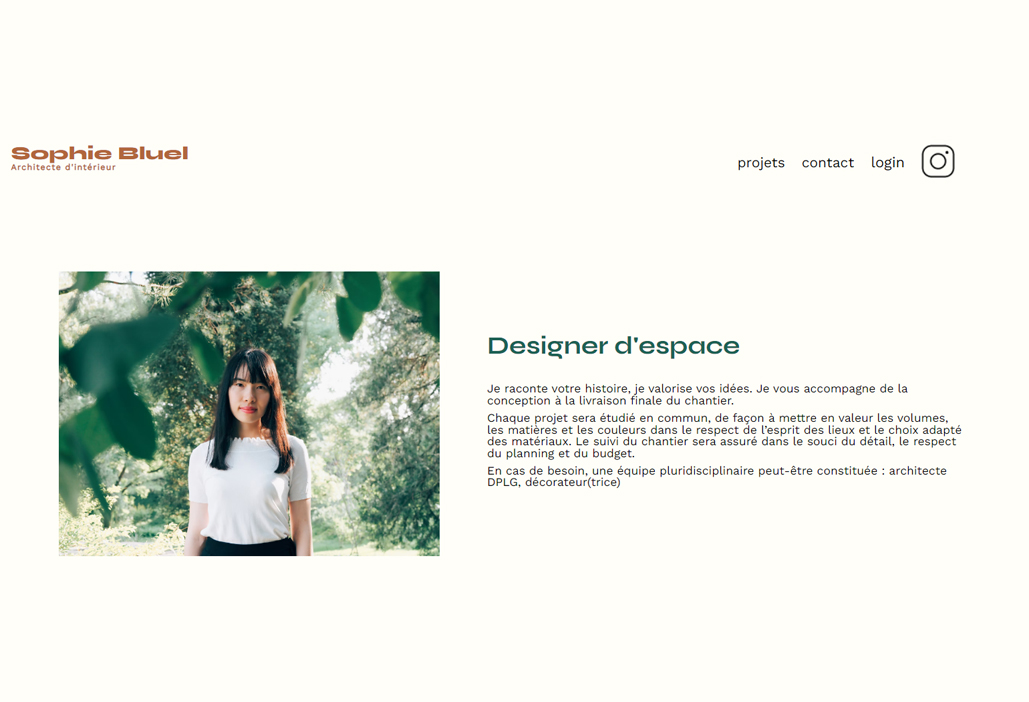 Sophie Bluel
Architecte d'intérieur
projets contact login
Designer d'espace
Je raconte votre histoire, je valorise vos idées. Je vous accompagne de la
conception à la livraison finale du chantier.
Chaque projet sera étudié en commun, de façon à mettre en valeur les volumes,
les matières et les couleurs dans le respect de l'esprit des lieux et le choix adapté
des matériaux. Le suivi du chantier sera assuré dans le souci du détail, le respect
du planning et du budget.
En cas de besoin, une équipe pluridisciplinaire peut-être constituée : architecte
DPLG, décorateur(trice)